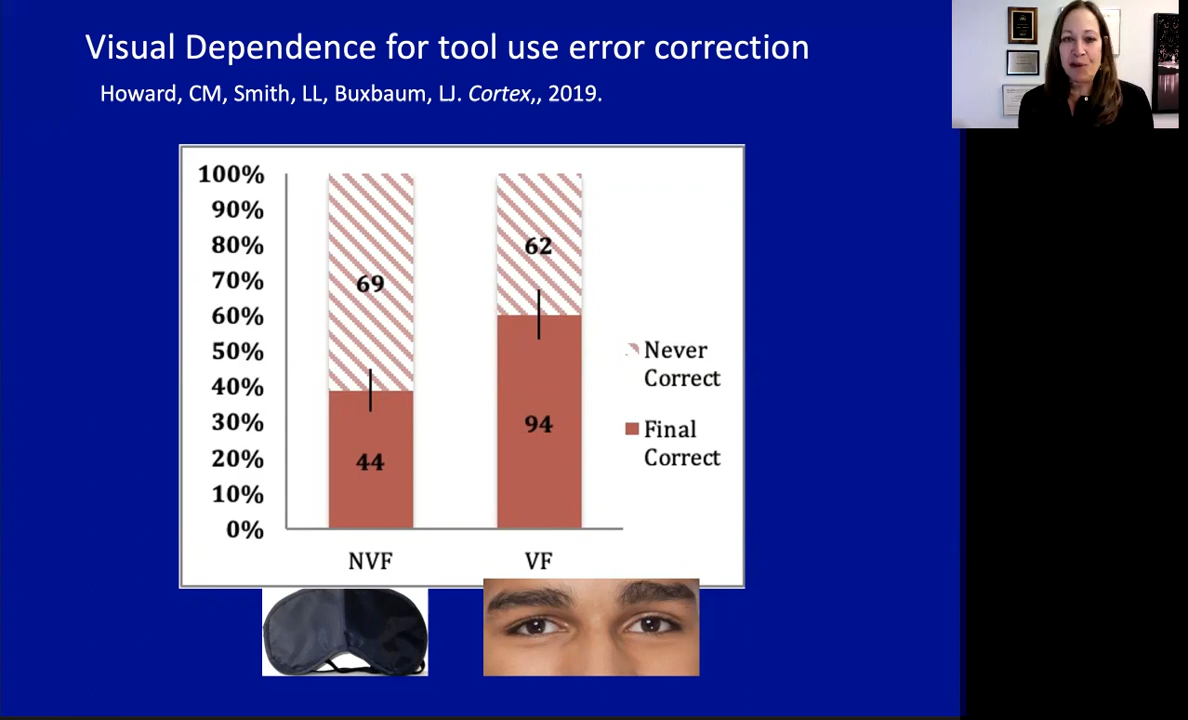 Visual Dependence for tool use error correction
Howard, CM, Smith, LL, Buxbaum, LJ. Cortex,, 2019.
100%
90%
80%
70%
60%
50%
40%
30%
20%
10%
0%
69
44
62
94
NVF
VF
Never
Correct
Final
Correct